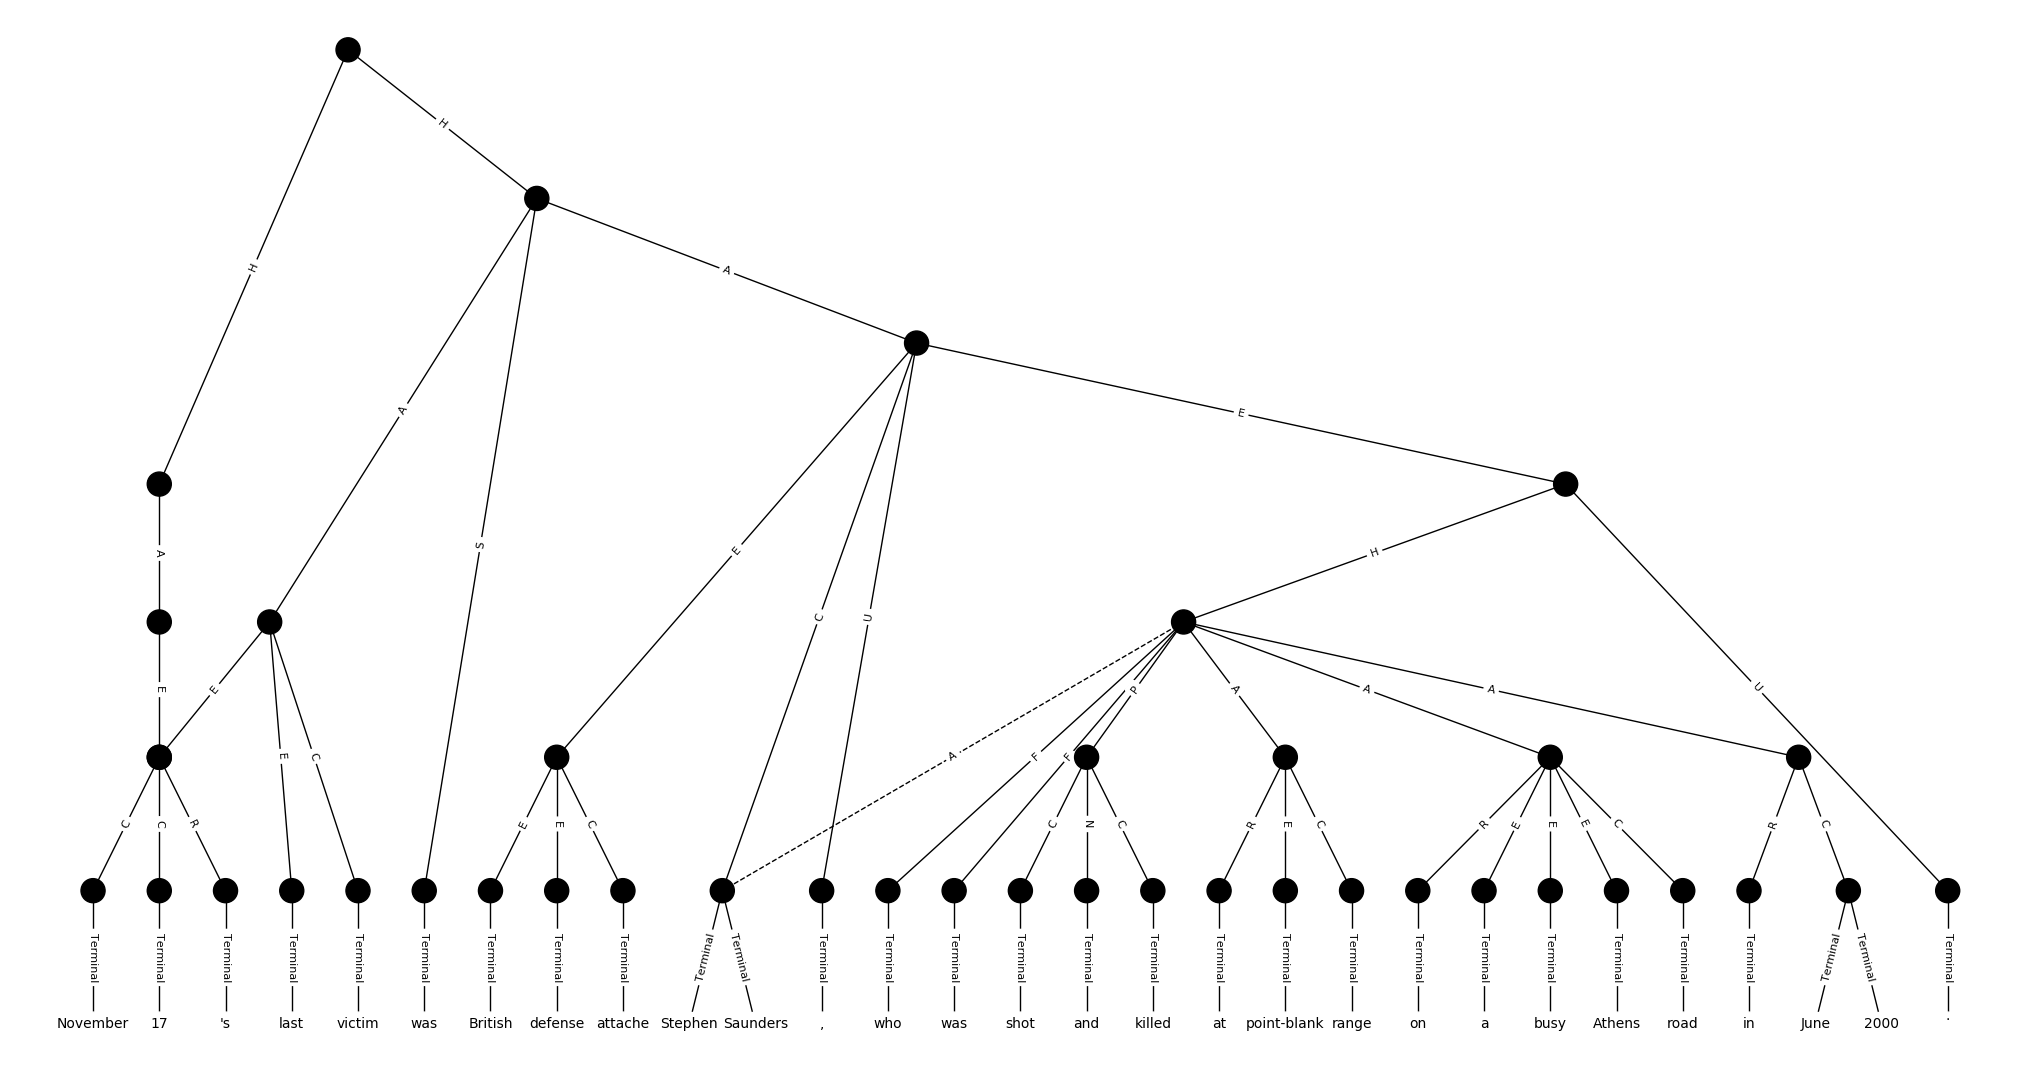 H
H
H
A
A
A
S
E
A
E
C
U
H
E
E
E
C
A
F
F
P
A
A
A
U
C
C
R
E
E
C
C
N
C
R
E
C
R
E
E
E
C
R
C
Terminal Terminal Terminal Terminal Terminal Terminal Terminal Terminal Terminal Terminal Terminal Terminal Terminal Terminal Terminal Terminal Terminal Terminal Terminal Terminal Terminal Terminal Terminal Terminal Terminal Terminal Terminal Terminal Terminal
November 17 's last victim was British defense attache Stephen Saunders , who was shot and killed at point-blank range on a busy Athens road in June 2000 .